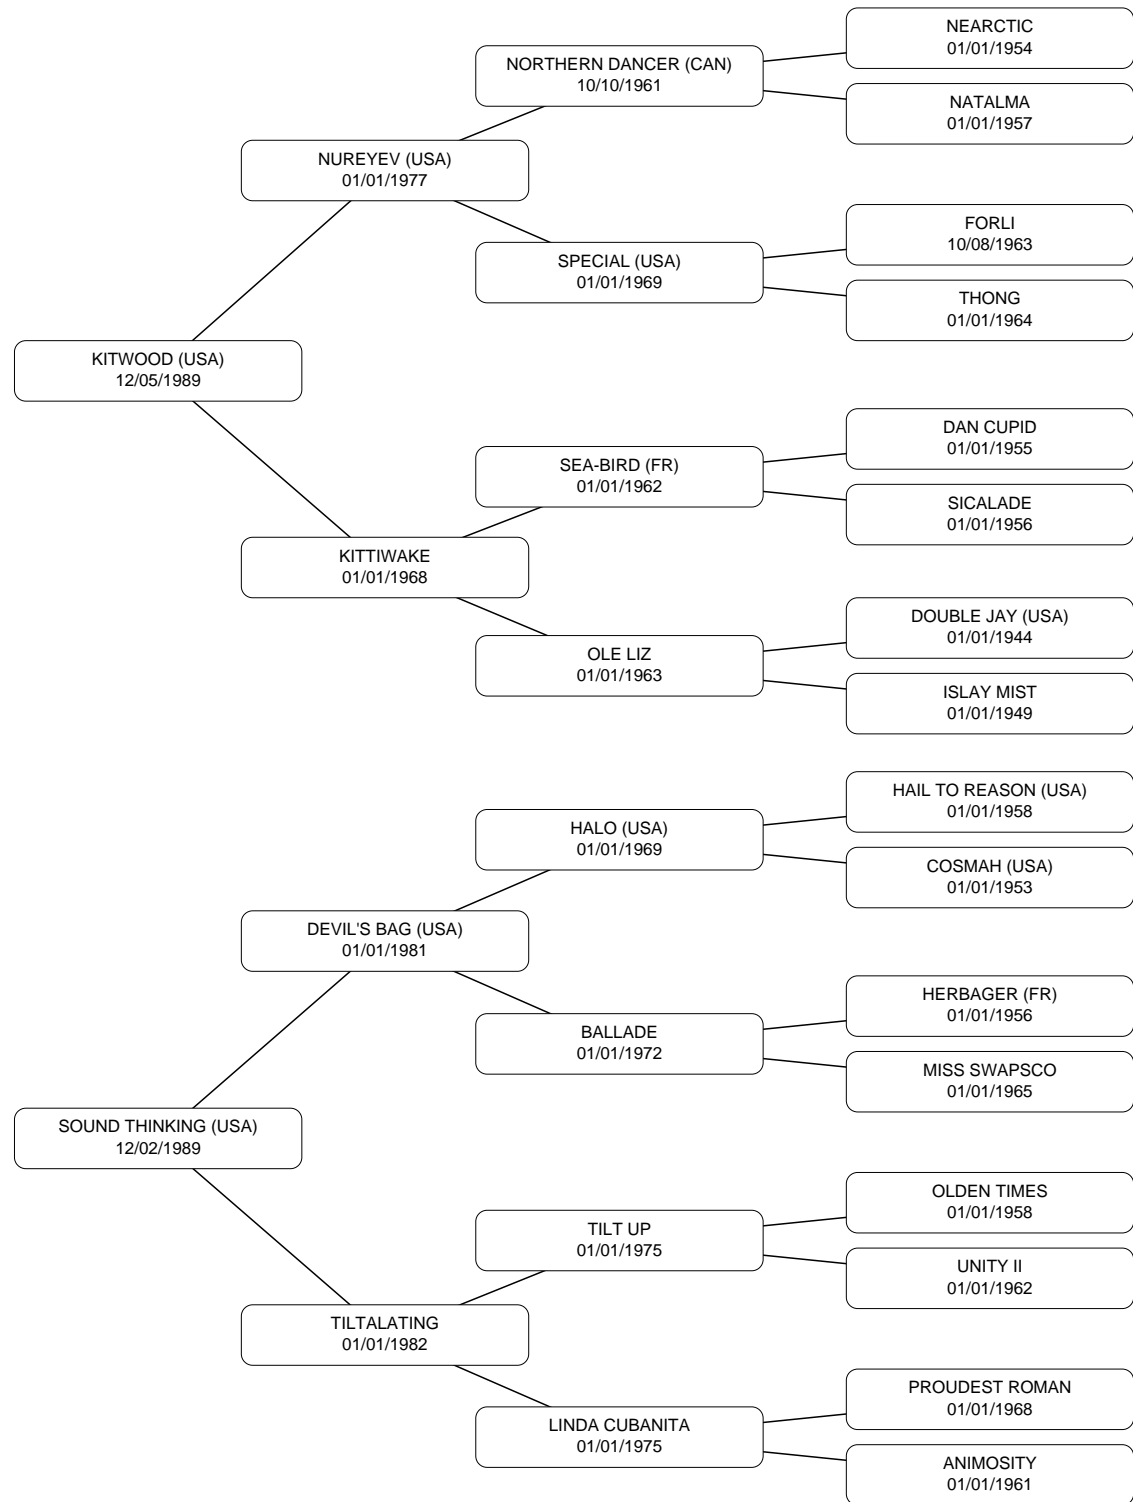 NEARCTIC
01/01/1954
NORTHERN DANCER (CAN)
10/10/1961
NATALMA
01/01/1957
NUREYEV (USA)
01/01/1977
FORLI
10/08/1963
SPECIAL (USA)
01/01/1969
THONG
01/01/1964
KITWOOD (USA)
12/05/1989
DAN CUPID
01/01/1955
SEA-BIRD (FR)
01/01/1962
SICALADE
01/01/1956
KITTIWAKE
01/01/1968
DOUBLE JAY (USA)
01/01/1944
OLE LIZ
01/01/1963
ISLAY MIST
01/01/1949
HAIL TO REASON (USA)
01/01/1958
HALO (USA)
01/01/1969
COSMAH (USA)
01/01/1953
DEVIL'S BAG (USA)
01/01/1981
HERBAGER (FR)
01/01/1956
BALLADE
01/01/1972
MISS SWAPSCO
01/01/1965
SOUND THINKING (USA)
12/02/1989
OLDEN TIMES
01/01/1958
TILT UP
01/01/1975
UNITY II
01/01/1962
TILTALATING
01/01/1982
PROUDEST ROMAN
01/01/1968
LINDA CUBANITA
01/01/1975
ANIMOSITY
01/01/1961